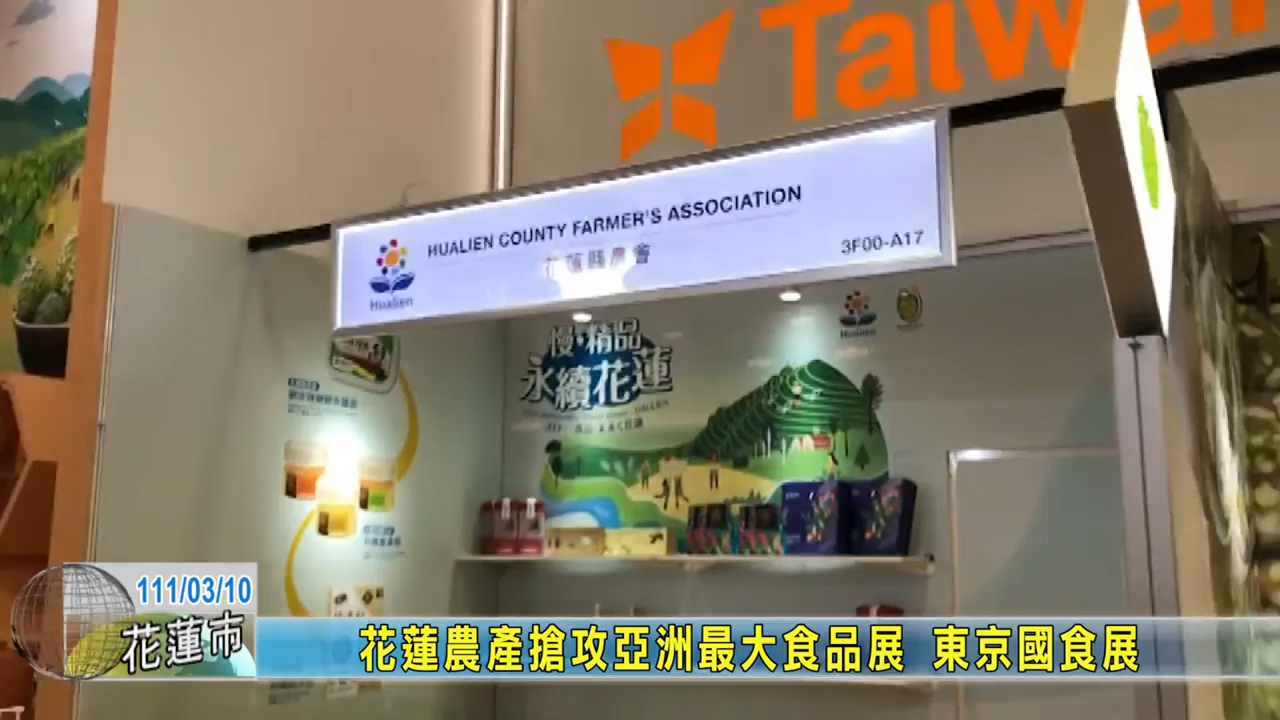 Taiwan
HUALIEN COUNTY FARMER'S ASSOCIATION
花蓮縣農會
3F00-A17
Hualien
慢·精品
永續花蓮
Hualien
111/03/10
花蓮市
花蓮農產搶攻亞洲最大食品展 東京國食展